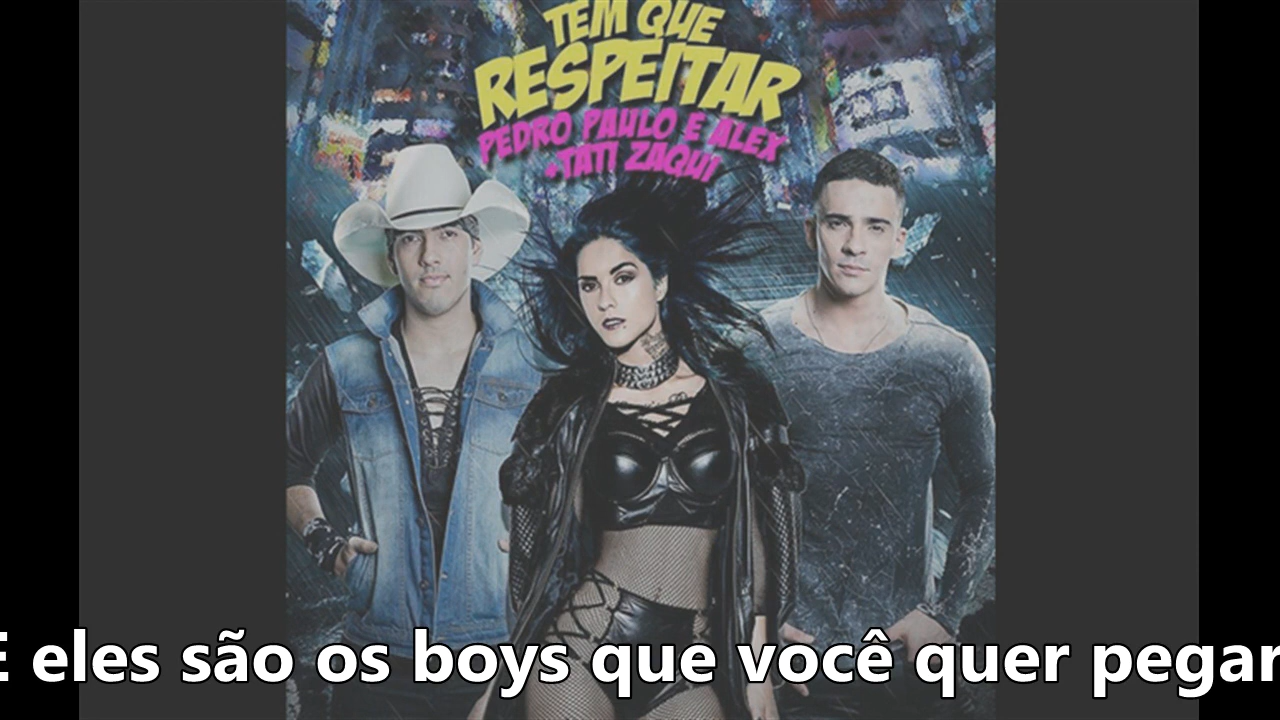 TEM QUE
RESPEITAR
PEDRO PAULO E ALEX
+TATI ZAQUI
E eles são os boys que você quer pegar